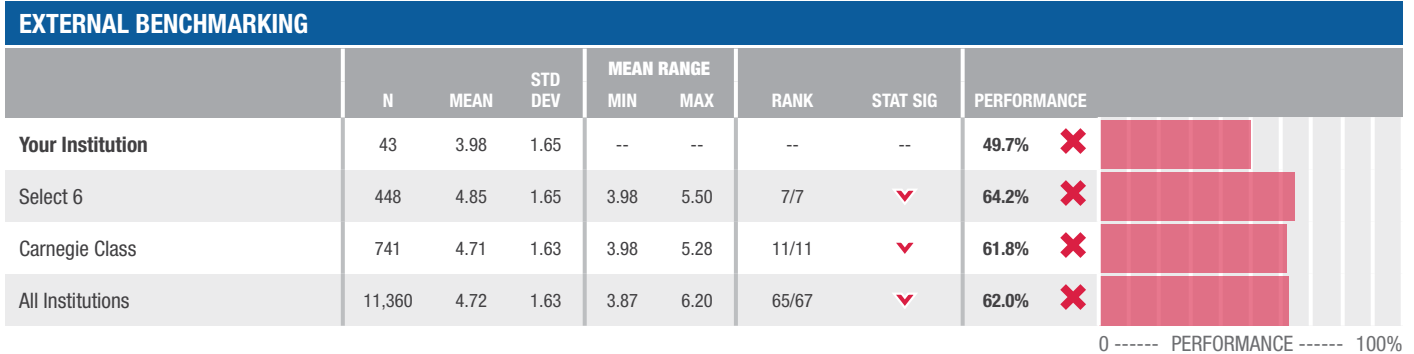 EXTERNAL BENCHMARKING
N MEAN STD DEV MEAN RANGE MIN MAX RANK STAT SIG PERFORMANCE
Your Institution 43 3.98 1.65 -- -- -- -- 49.7%
Select 6 448 4.85 1.65 3.98 5.50 7/7 64.2%
Carnegie Class 741 4.71 1.63 3.98 5.28 11/11 61.8%
All Institutions 11,360 4.72 1.63 3.87 6.20 65/67 62.0%
0 ------ PERFORMANCE ------ 100%